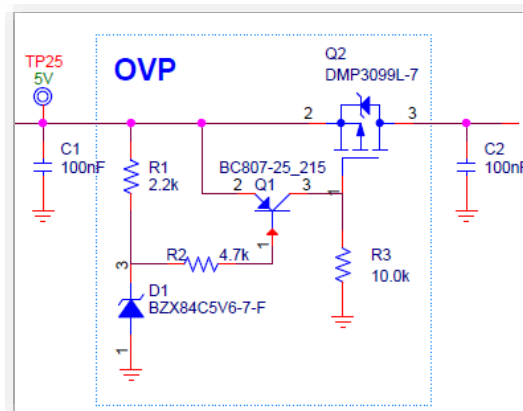 Q2
DMP3099L-7
OVP
TP25
5V
2
3
C1
100nF
R1
2.2k
BC807-25_215
Q1
2
3
1
C2
100nF
1
R2
4.7k
R3
10.0k
3
D1
BZX84C5V6-7-F
1